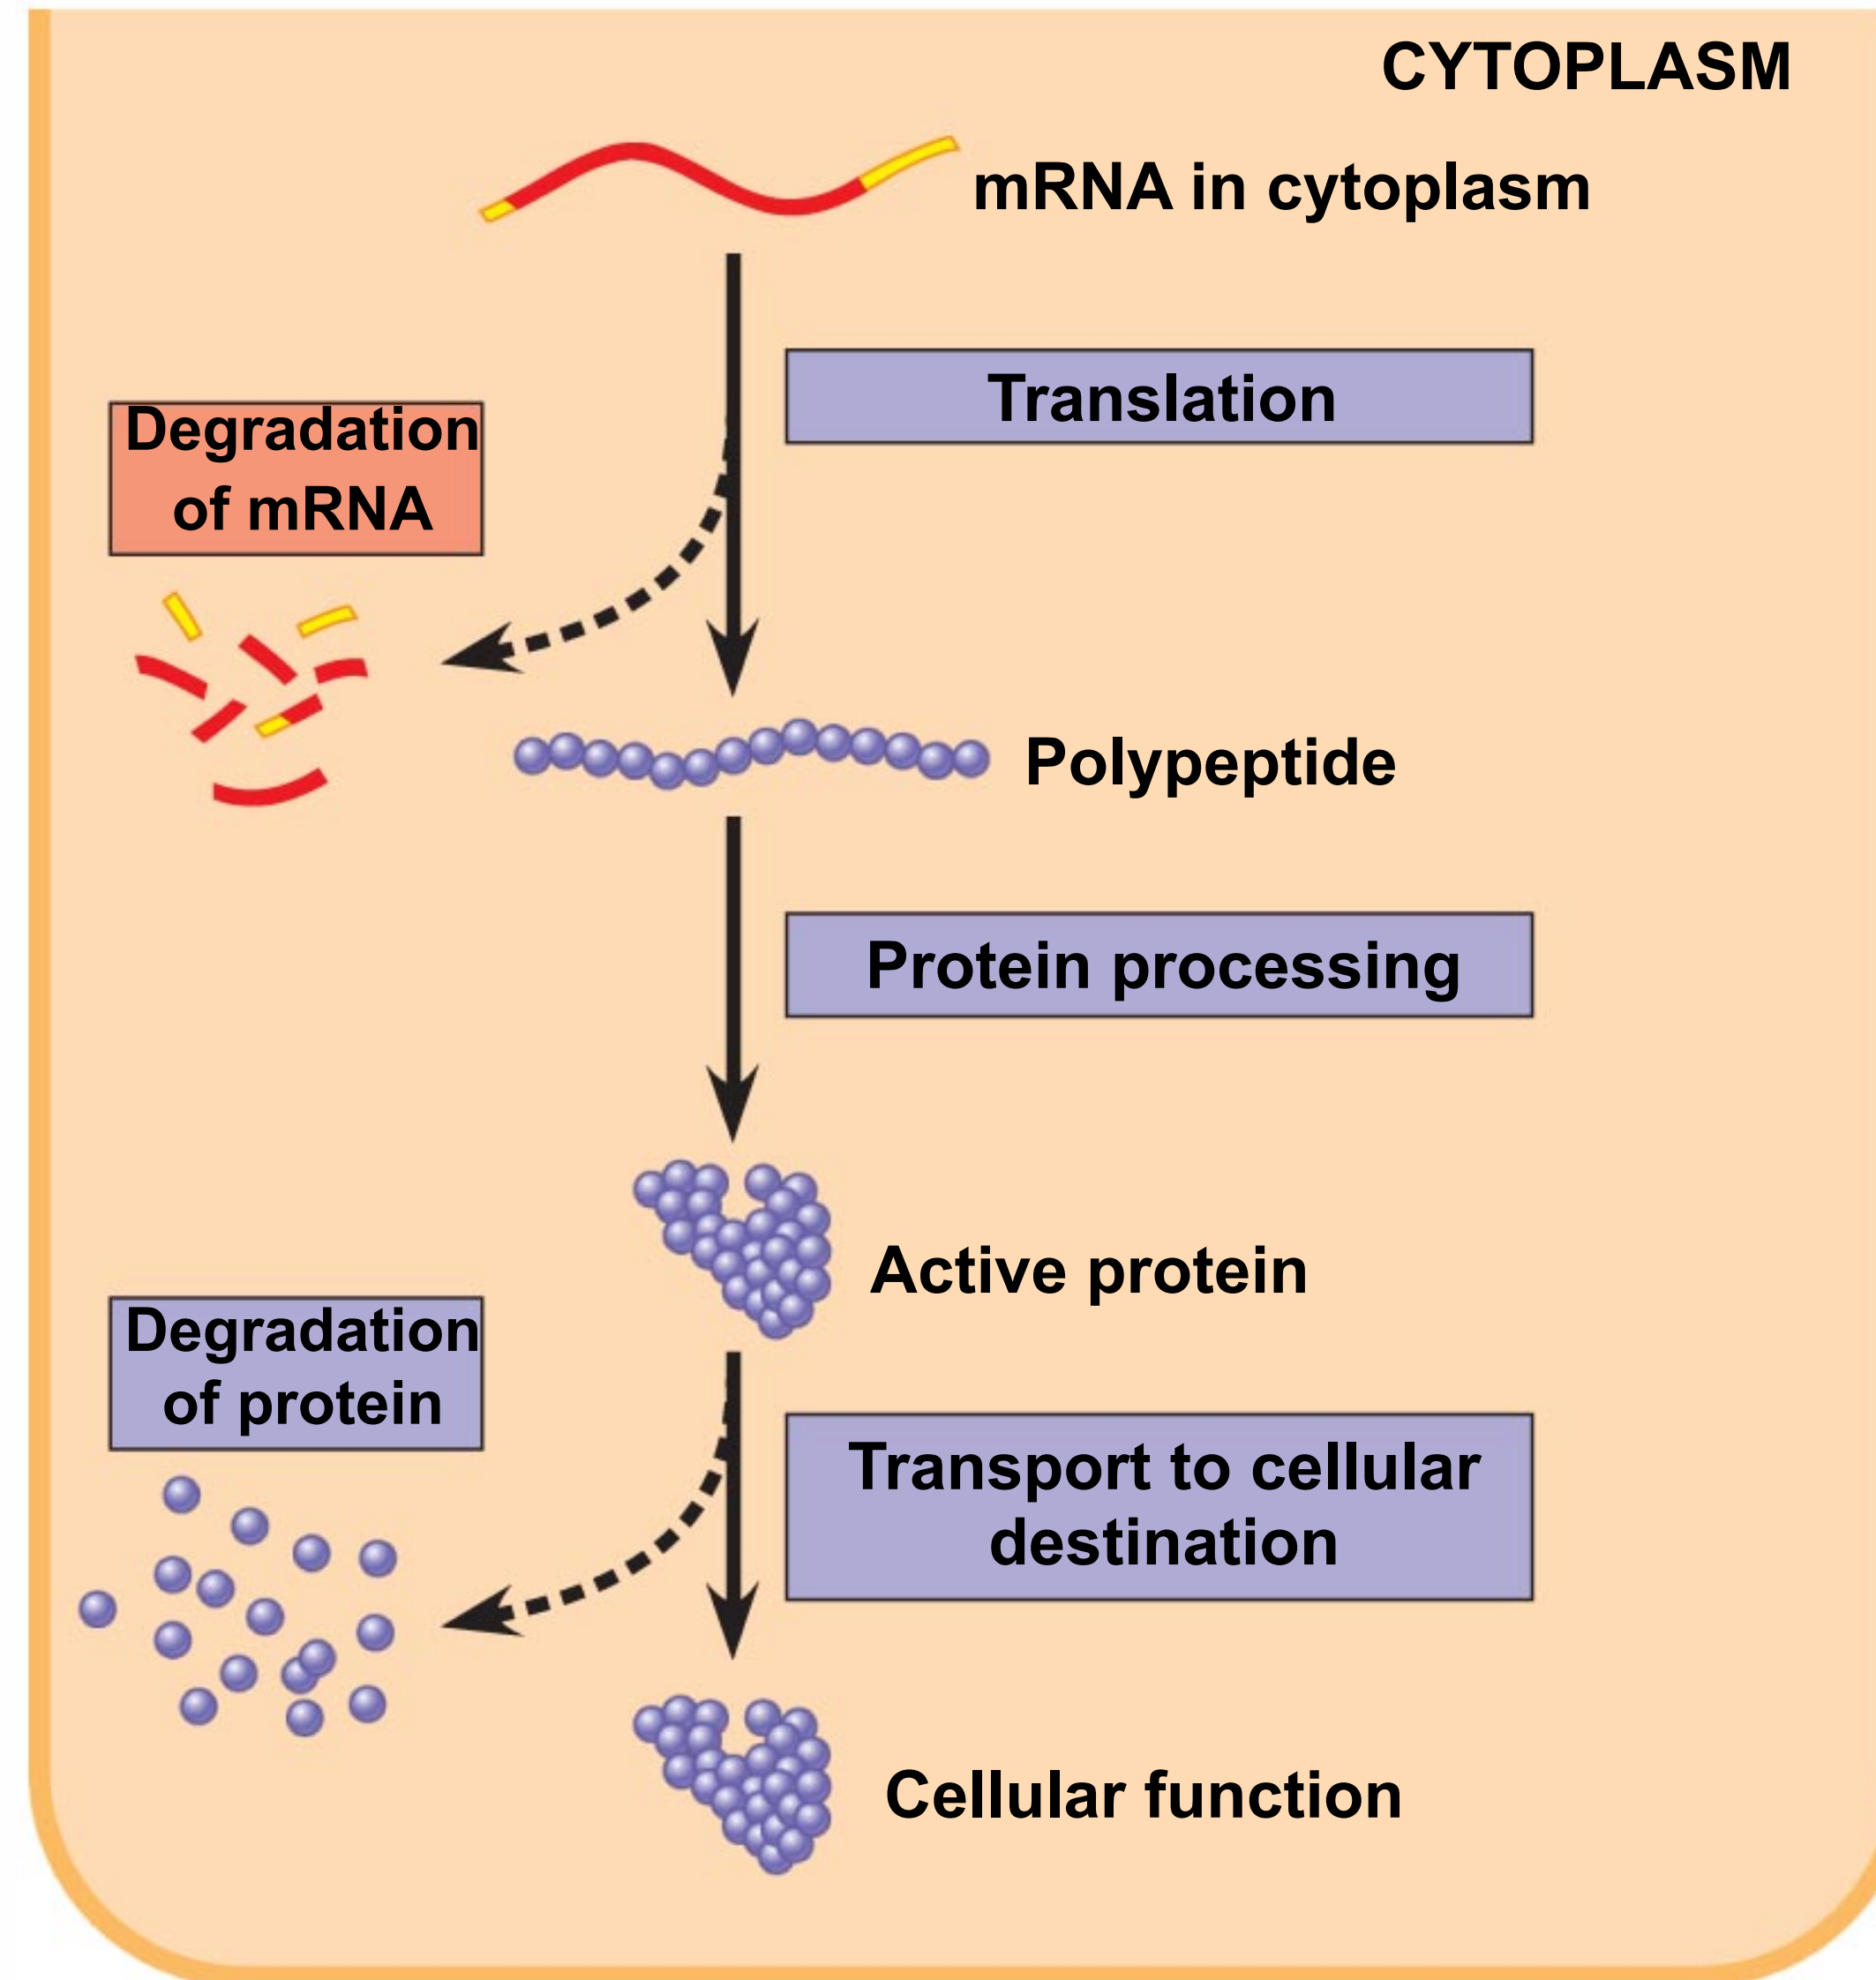 CYTOPLASM
mRNA in cytoplasm
Translation
Degradation
of mRNA
Polypeptide
Protein processing
Active protein
Degradation
of protein
Transport to cellular
destination
Cellular function